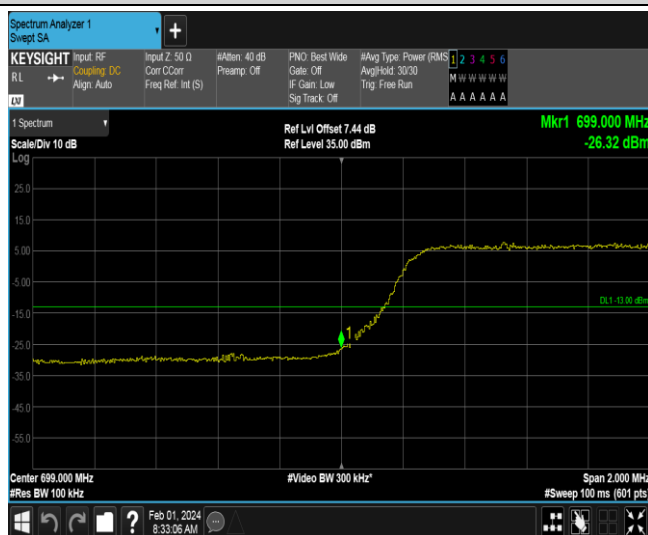 Spectrum Analyzer 1
Swept SA
KEYSIGHT
RL
Input: RF
Coupling: DC
Align: Auto
Input Z: 50 Ω
Corr CCorr
Freq Ref: Int (S)
#Atten: 40 dB
Preamp: Off
PNO: Best Wide
Gate: Off
IF Gain: Low
Sig Track: Off
#Avg Type: Power (RMS
Avg|Hold: 30/30
Trig: Free Run
1 2 3 4 5 6
M W W W W W
A A A A A A
LXI
1 Spectrum
Scale/Div 10 dB
Ref Lvl Offset 7.44 dB
Ref Level 35.00 dBm
Mkr1 699.000 MHz
-26.32 dBm
Log
25.0
15.0
5.00
-5.00
DL1 -13.00 dBm
-15.0
1
-25.0
-35.0
-45.0
-55.0
Center 699.000 MHz
#Video BW 300 kHz*
Span 2.000 MHz
#Res BW 100 kHz
#Sweep 100 ms (601 pts)
Feb 01, 2024
8:33:06 AM